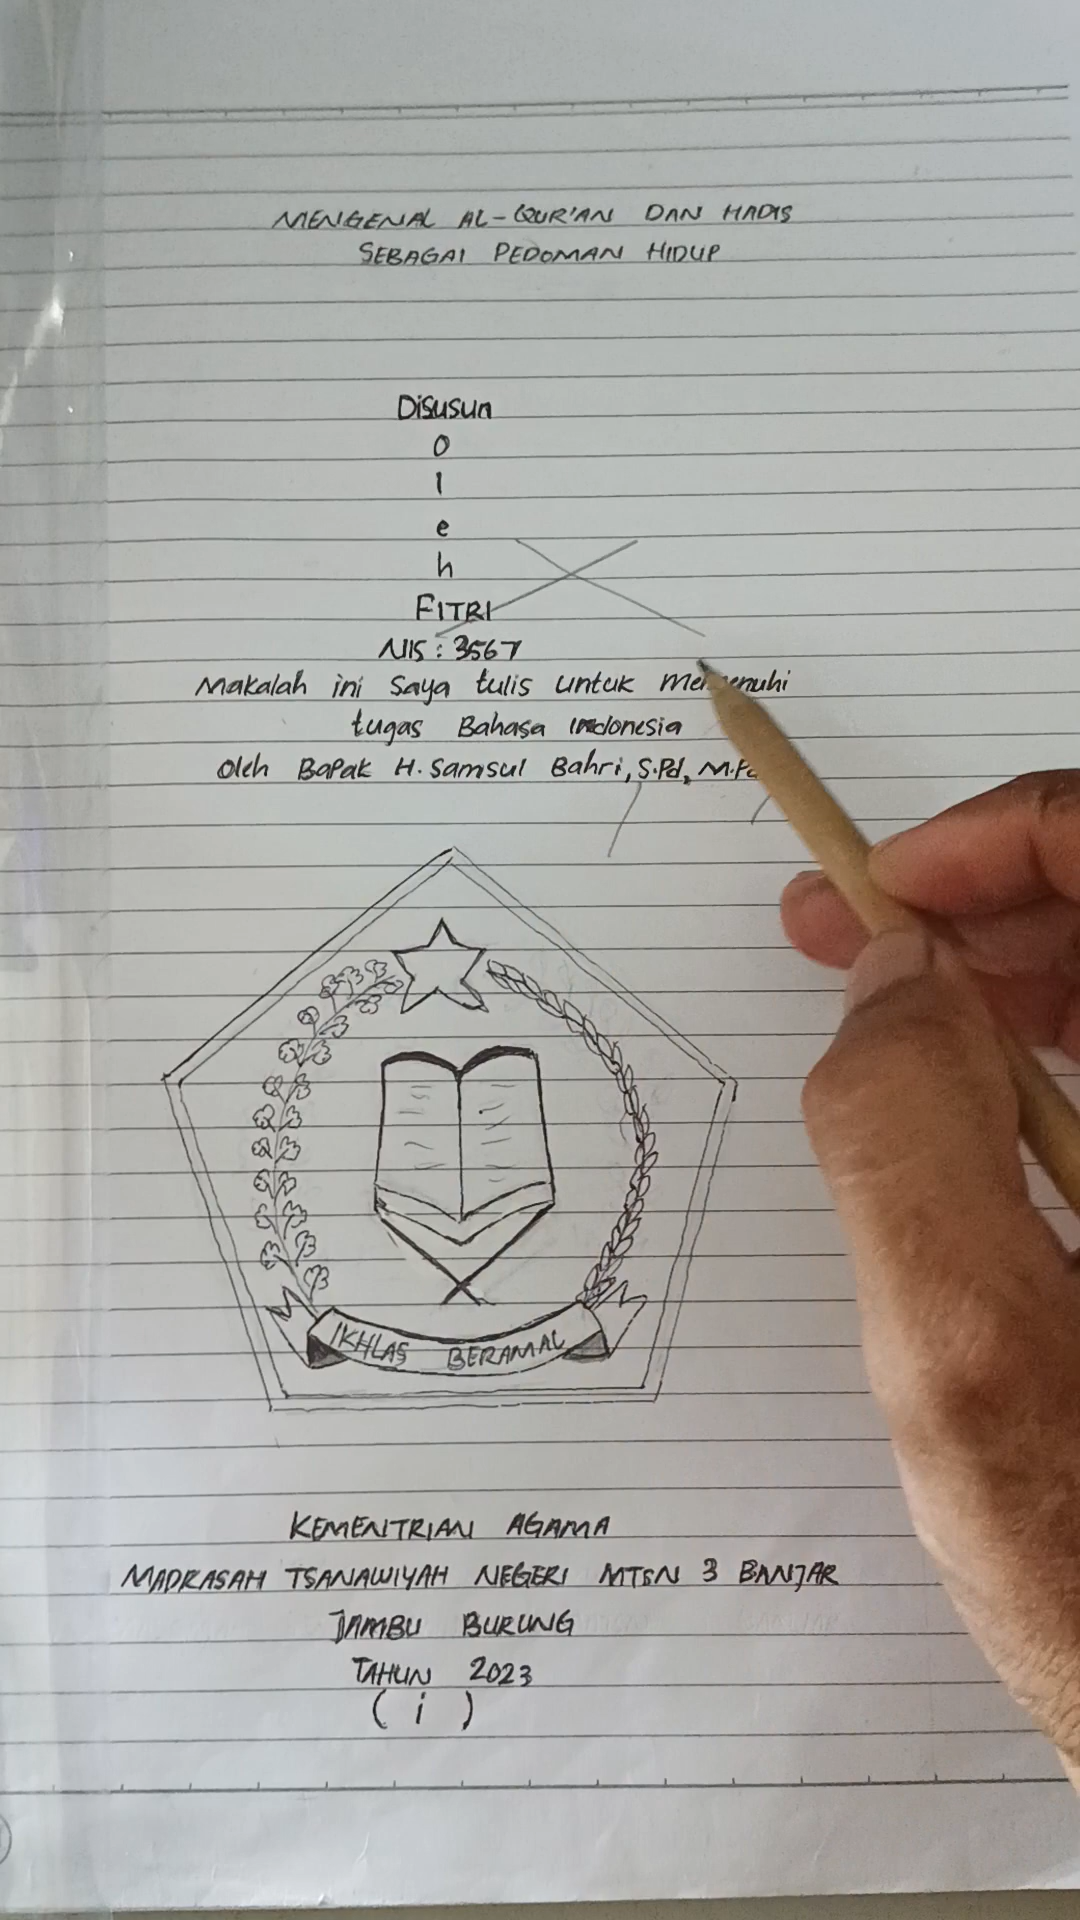 MENGENAL AL-QUR'AN DAN HADIS
SEBAGAI PEDOMAN HIDUP
Disusun
O
l
e
h
FITRI
NIS : 3567
Makalah ini saya tulis untuk
tugas Bahasa Indonesia
Oleh Bapak H. Samsul Bahri, S.Pd,
IKHLAS BERAMAL
KEMENTRIAN AGAMA
MADRASAH TSANAWIYAH NEGERI MTSN 3 BANJAR
JAMBU BURUNG
TAHUN 2023
( i )